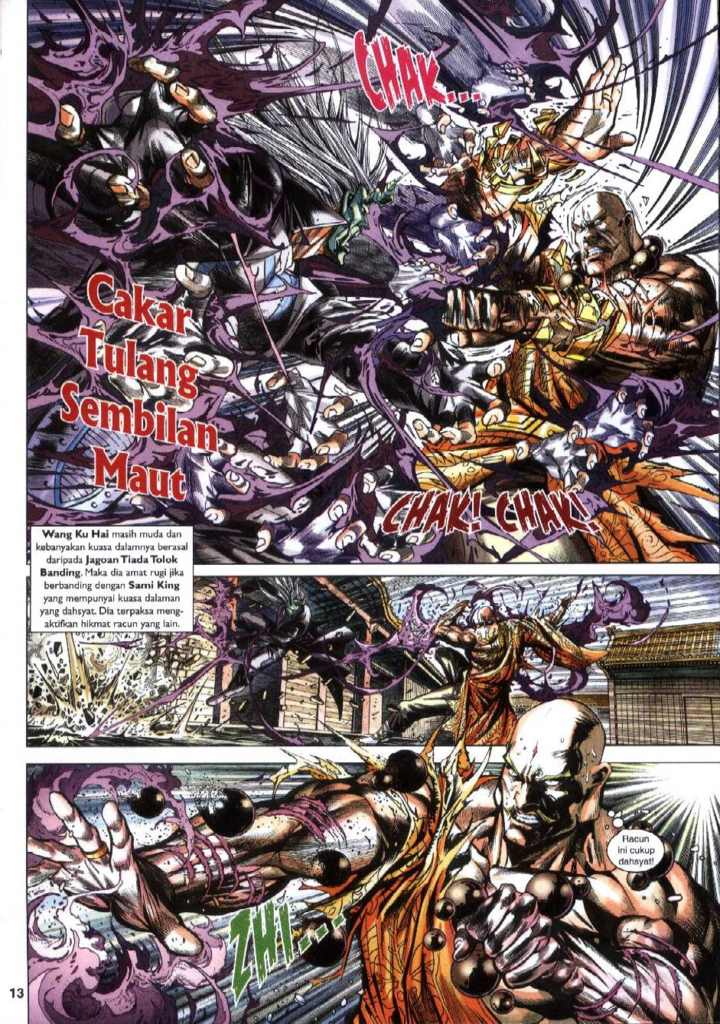 CHAK...
Cakar
Tulang
Sembilan
Maut
CHAK! CHAK!
Wang Ku Hai masih muda dan
kebanyakan kuasa dalamnya berasal
daripada Jagoan Tiada Tolok
Banding. Maka dia amat rugi jika
berbanding dengan Sami King
yang mempunyai kuasa dalaman
yang dahsyat. Dia terpaksa meng-
aktifkan hikmat racun yang lain.
Racun
ini cukup
dahsyat!
ZHI...
13